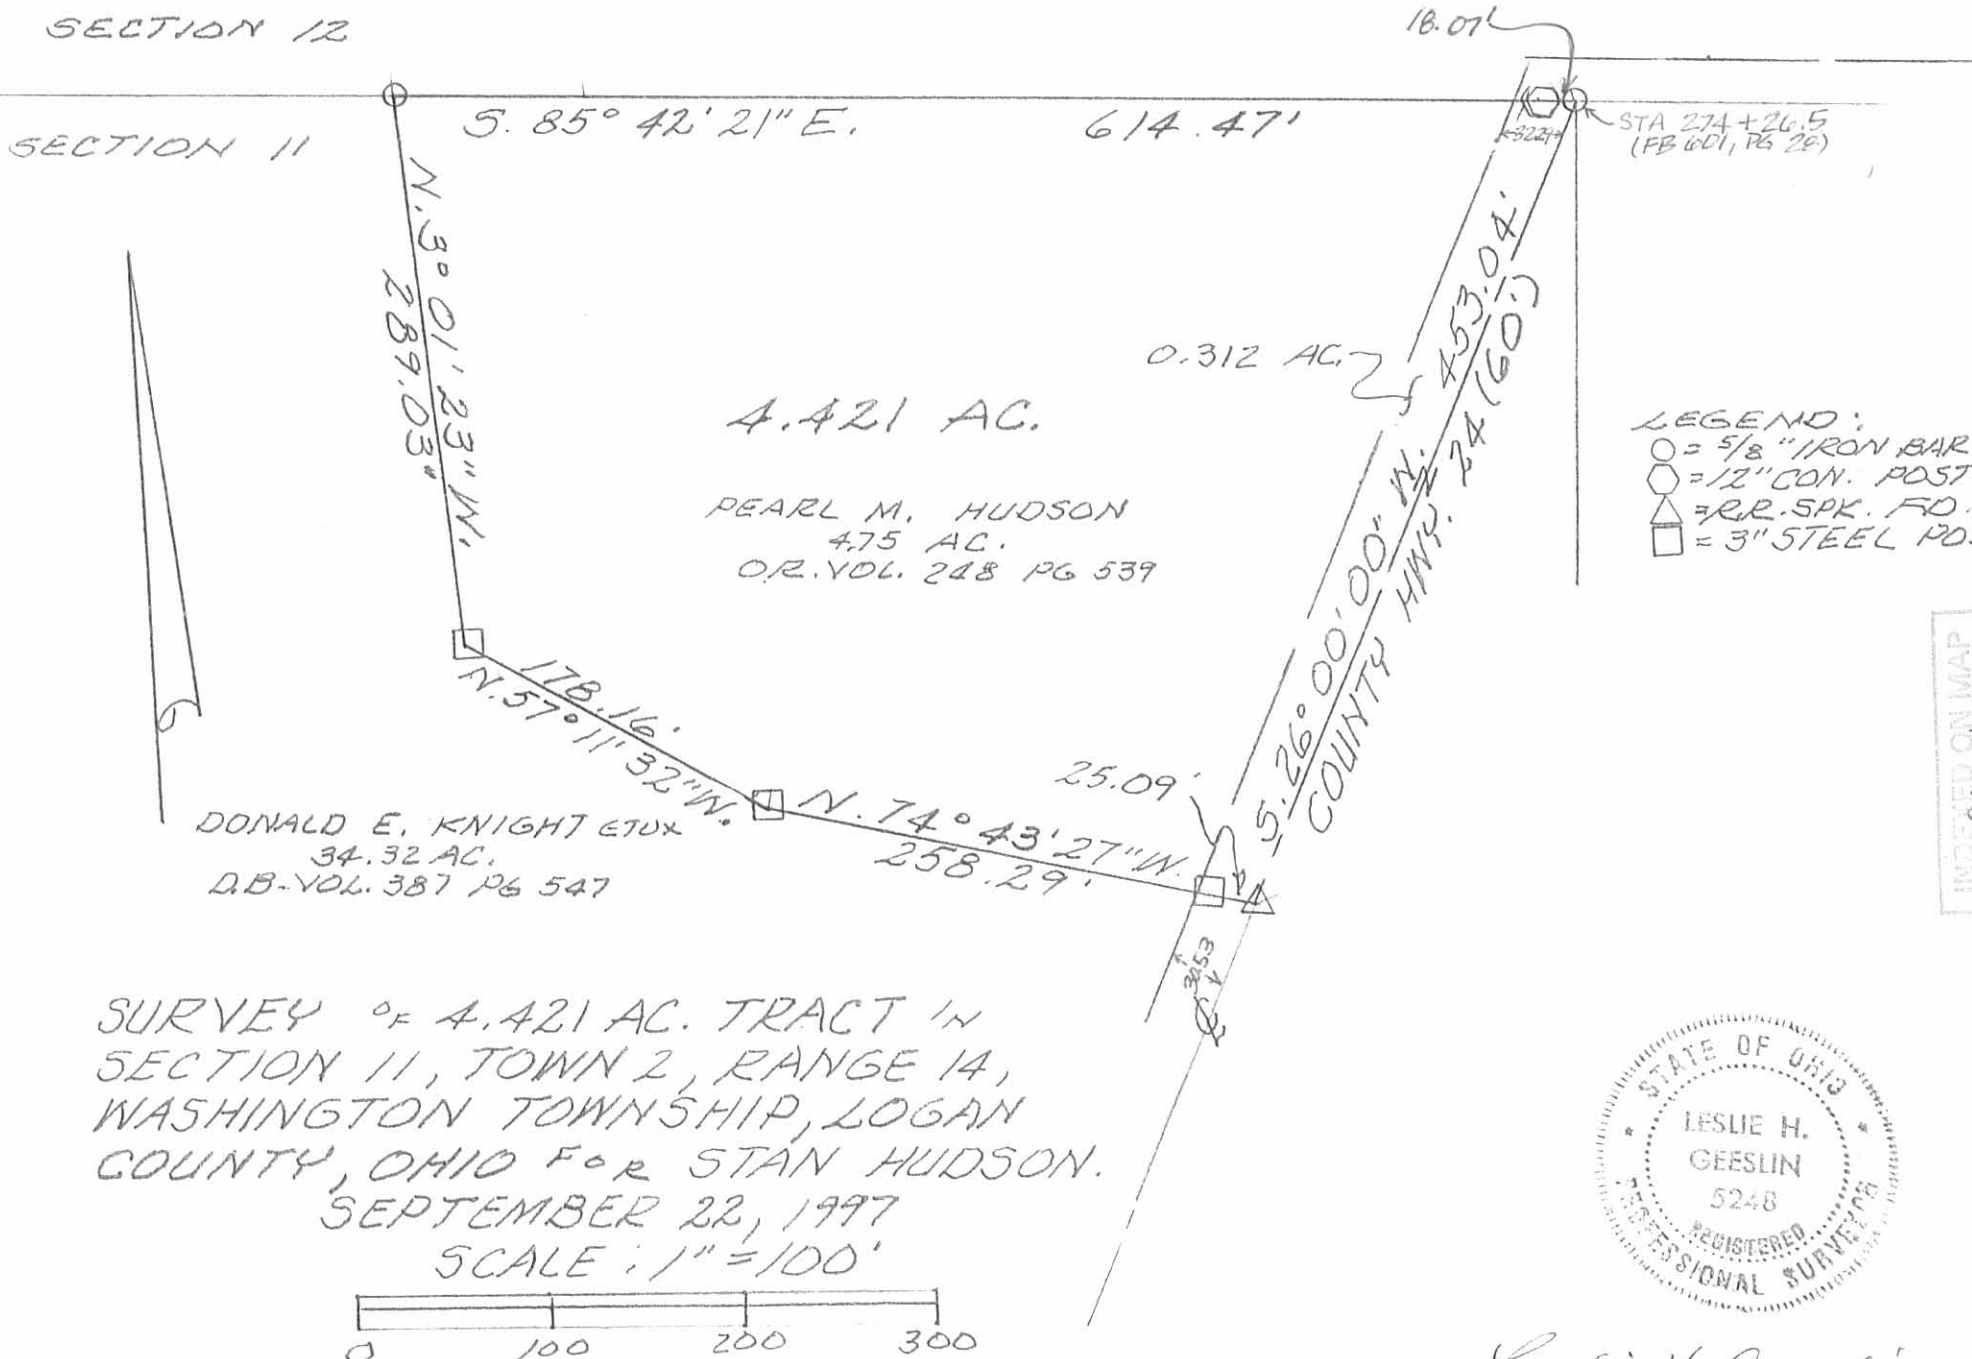 SECTION 12
18.07'
S. 85° 42' 21" E. 614.47'
SECTION 11
STA 274+26.5
(FB 601, PG 26)
N. 3° 01' 23" W.
289.03'
S. 26° 00' 00" W. 453.04'
COUNTY HWY. 24 (60')
0.312 AC.
4.421 AC.
PEARL M. HUDSON
4.75 AC.
O.R. VOL. 248 PG 539
LEGEND:
= 5/8" IRON BAR
= 12" CON. POST
= R.R. SPK. FD.
= 3" STEEL POS
INDEXED ON MAP
178.16'
N. 57° 11' 32" W.
25.09'
N. 74° 43' 27" W.
258.29'
DONALD E. KNIGHT ETUX
34.32 AC.
D.B. VOL. 387 PG 547
30.53
SURVEY OF 4.421 AC. TRACT IN
SECTION 11, TOWN 2, RANGE 14,
WASHINGTON TOWNSHIP, LOGAN
COUNTY, OHIO FOR STAN HUDSON.
SEPTEMBER 22, 1997
SCALE : 1" = 100'
0 100 200 300
STATE OF OHIO
LESLIE H.
GEESLIN
5248
REGISTERED
PROFESSIONAL SURVEYOR